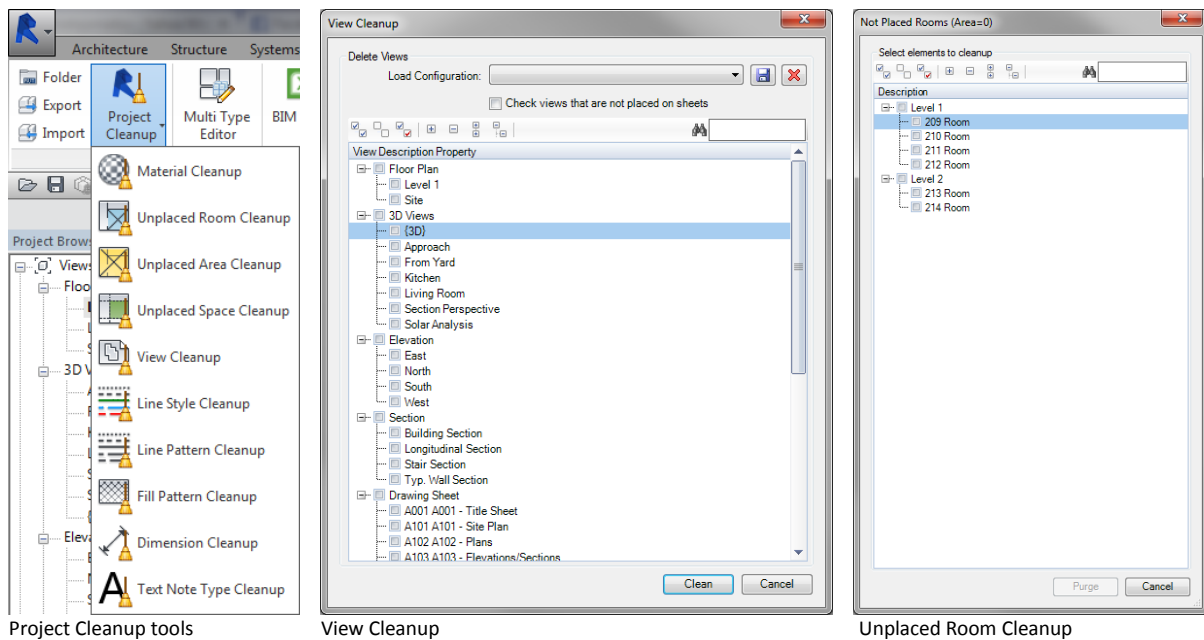 Architecture Structure Systems
Folder
Export
Import
Project
Cleanup
Multi Type
Editor
BIM
Material Cleanup
Unplaced Room Cleanup
Unplaced Area Cleanup
Unplaced Space Cleanup
View Cleanup
Line Style Cleanup
Line Pattern Cleanup
Fill Pattern Cleanup
Dimension Cleanup
Text Note Type Cleanup
Project Brow
Views
Floo
3D V
Eleva
Project Cleanup tools
View Cleanup
Delete Views
Load Configuration:
Check views that are not placed on sheets
View Description Property
Floor Plan
Level 1
Site
3D Views
{3D}
Approach
From Yard
Kitchen
Living Room
Section Perspective
Solar Analysis
Elevation
East
North
South
West
Section
Building Section
Longitudinal Section
Stair Section
Typ. Wall Section
Drawing Sheet
A001 A001 - Title Sheet
A101 A101 - Site Plan
A102 A102 - Plans
A103 A103 - Elevations/Sections
Clean Cancel
View Cleanup
Not Placed Rooms (Area=0)
Select elements to cleanup
Description
Level 1
209 Room
210 Room
211 Room
212 Room
Level 2
213 Room
214 Room
Purge Cancel
Unplaced Room Cleanup